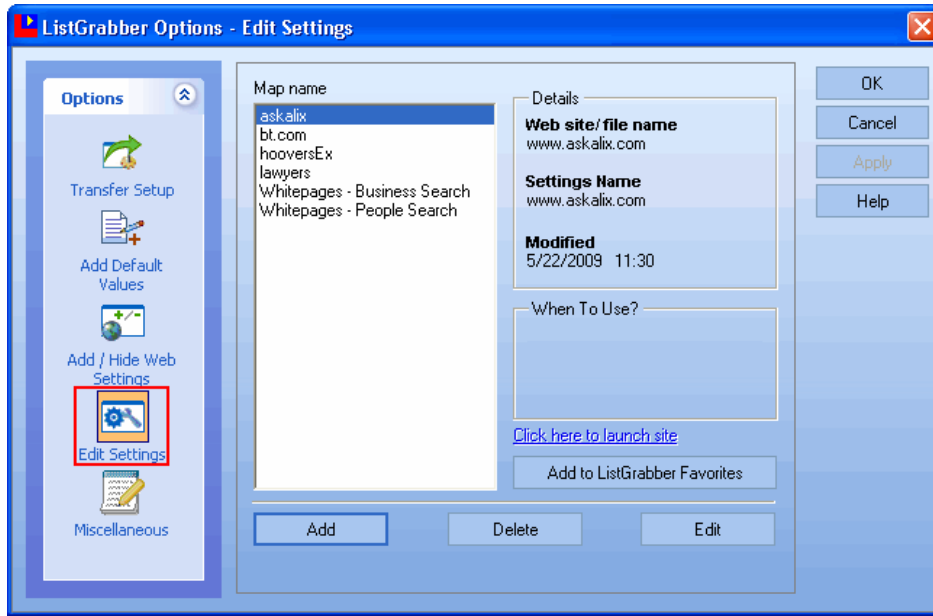 ListGrabber Options - Edit Settings
Options
Transfer Setup
Add Default
Values
Add / Hide Web
Settings
Edit Settings
Miscellaneous
Map name
askalix
bt.com
hooversEx
lawyers
Whitepages - Business Search
Whitepages - People Search
Details
Web site/file name
www.askalix.com
Settings Name
www.askalix.com
Modified
5/22/2009 11:30
When To Use?
Click here to launch site
Add to ListGrabber Favorites
Add
Delete
Edit
OK
Cancel
Apply
Help